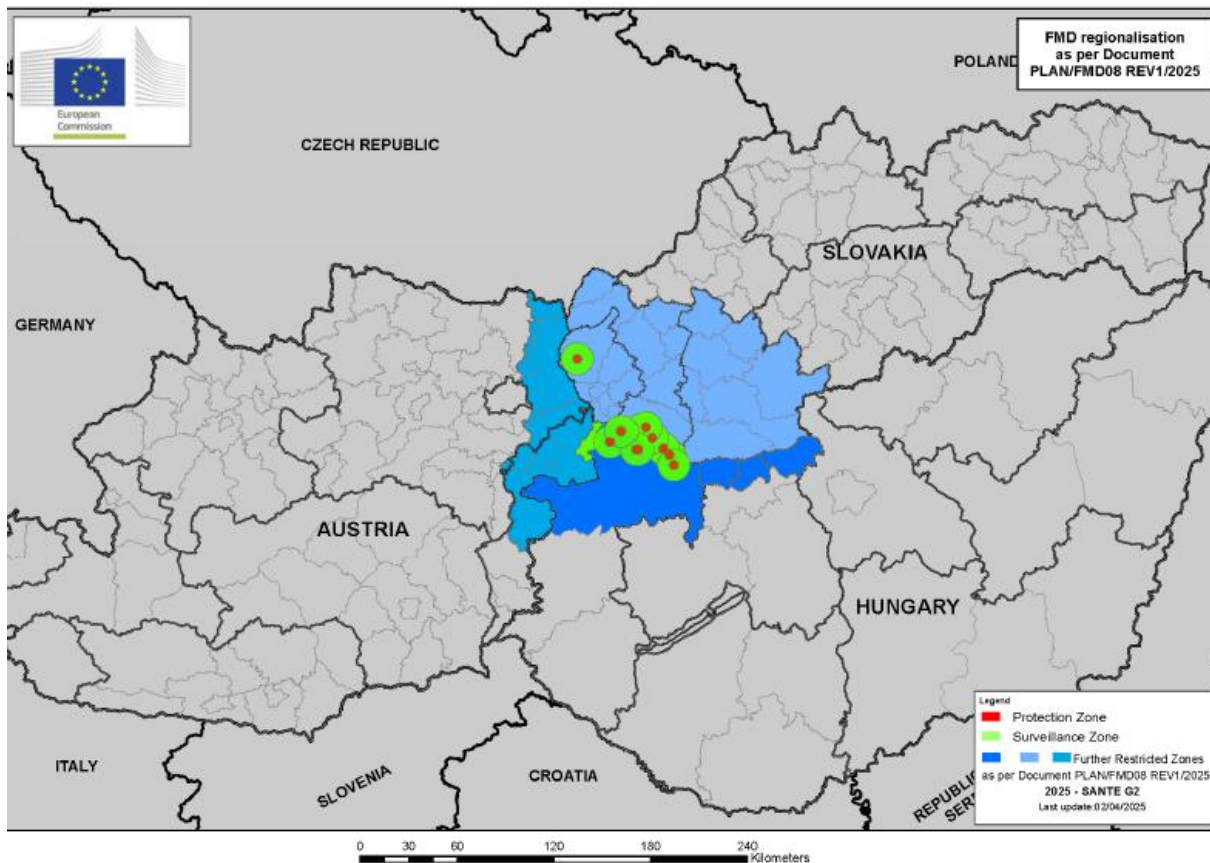 European
Commission
FMD regionalisation
as per Document
PLAN/FMD08 REV1/2025
POLAND
CZECH REPUBLIC
SLOVAKIA
GERMANY
AUSTRIA
HUNGARY
ITALY
SLOVENIA
CROATIA
REPUBLIC
Legend
Protection Zone
Surveillance Zone
Further Restricted Zones
as per Document PLAN/FMD08 REV1/2025
2025 - SANTE G2
Last update:02/04/2025
0 30 60 120 180 240
Kilometers